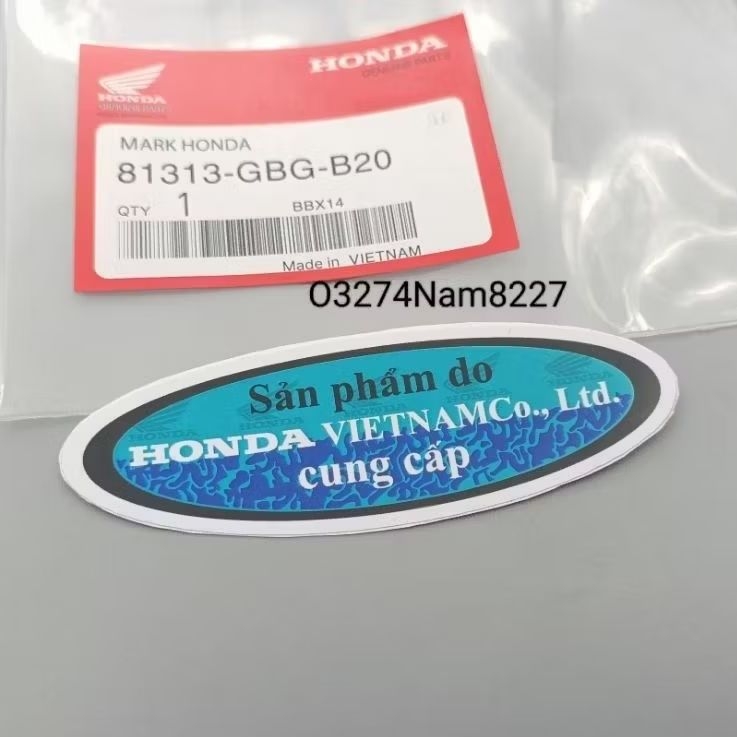 HONDA
GENUINE PARTS
HONDA
MARK HONDA
81313-GBG-B20
QTY 1 BBX14
Made in VIETNAM
O3274Nam8227
Sản phẩm do
HONDA VIETNAMCo., Ltd.
cung cấp